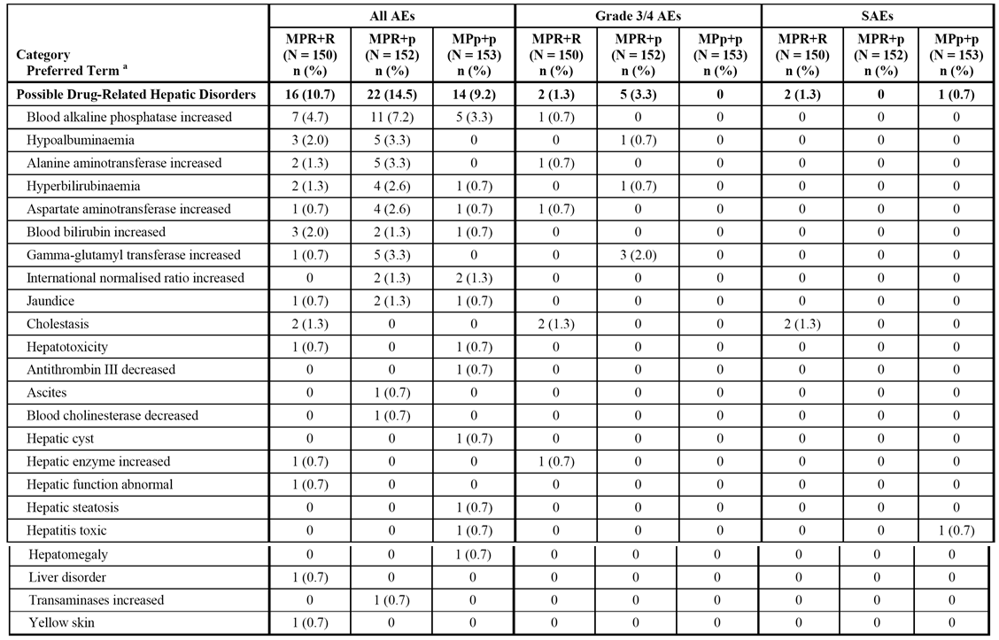 All AEs Grade 3/4 AEs SAEs
Category
Preferred Term a
MPR+R MPR+p MPp+p MPR+R MPR+p MPp+p MPR+R MPR+p MPp+p
(N = 150) (N = 152) (N = 153) (N = 150) (N = 152) (N = 153) (N = 150) (N = 152) (N = 153)
n (%) n (%) n (%) n (%) n (%) n (%) n (%) n (%) n (%)
Possible Drug-Related Hepatic Disorders 16 (10.7) 22 (14.5) 14 (9.2) 2 (1.3) 5 (3.3) 0 2 (1.3) 0 1 (0.7)
Blood alkaline phosphatase increased 7 (4.7) 11 (7.2) 5 (3.3) 1 (0.7) 0 0 0 0 0
Hypoalbuminaemia 3 (2.0) 5 (3.3) 0 0 1 (0.7) 0 0 0 0
Alanine aminotransferase increased 2 (1.3) 5 (3.3) 0 1 (0.7) 0 0 0 0 0
Hyperbilirubinaemia 2 (1.3) 4 (2.6) 1 (0.7) 0 1 (0.7) 0 0 0 0
Aspartate aminotransferase increased 1 (0.7) 4 (2.6) 1 (0.7) 1 (0.7) 0 0 0 0 0
Blood bilirubin increased 3 (2.0) 2 (1.3) 1 (0.7) 0 0 0 0 0 0
Gamma-glutamyl transferase increased 1 (0.7) 5 (3.3) 0 0 3 (2.0) 0 0 0 0
International normalised ratio increased 0 2 (1.3) 2 (1.3) 0 0 0 0 0 0
Jaundice 1 (0.7) 2 (1.3) 1 (0.7) 0 0 0 0 0 0
Cholestasis 2 (1.3) 0 0 2 (1.3) 0 0 2 (1.3) 0 0
Hepatotoxicity 1 (0.7) 0 1 (0.7) 0 0 0 0 0 0
Antithrombin III decreased 0 0 1 (0.7) 0 0 0 0 0 0
Ascites 0 1 (0.7) 0 0 0 0 0 0 0
Blood cholinesterase decreased 0 1 (0.7) 0 0 0 0 0 0 0
Hepatic cyst 0 0 1 (0.7) 0 0 0 0 0 0
Hepatic enzyme increased 1 (0.7) 0 0 1 (0.7) 0 0 0 0 0
Hepatic function abnormal 1 (0.7) 0 0 0 0 0 0 0 0
Hepatic steatosis 0 0 1 (0.7) 0 0 0 0 0 0
Hepatitis toxic 0 0 1 (0.7) 0 0 0 0 0 1 (0.7)
Hepatomegaly 0 0 1 (0.7) 0 0 0 0 0 0
Liver disorder 1 (0.7) 0 0 0 0 0 0 0 0
Transaminases increased 0 1 (0.7) 0 0 0 0 0 0 0
Yellow skin 1 (0.7) 0 0 0 0 0 0 0 0